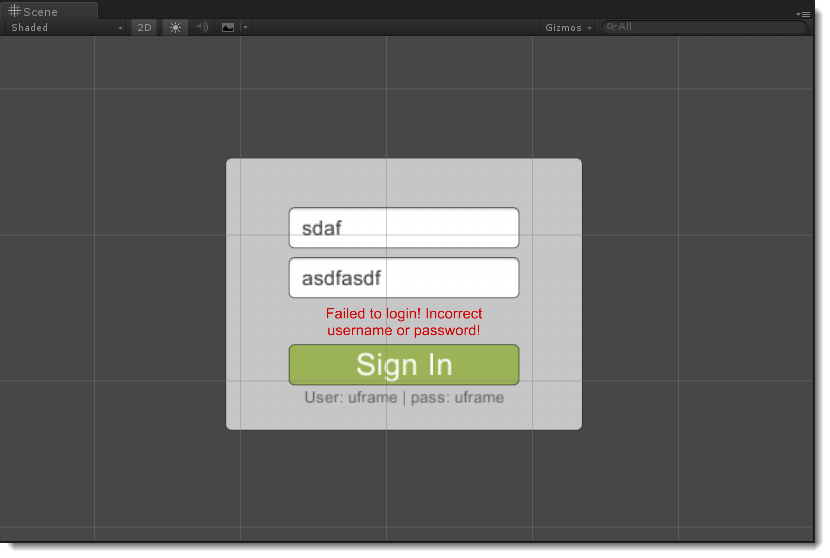 Scene
Shaded
2D
Gizmos
All
sdaf
asdfasdf
Failed to login! Incorrect
username or password!
Sign In
User: uframe | pass: uframe